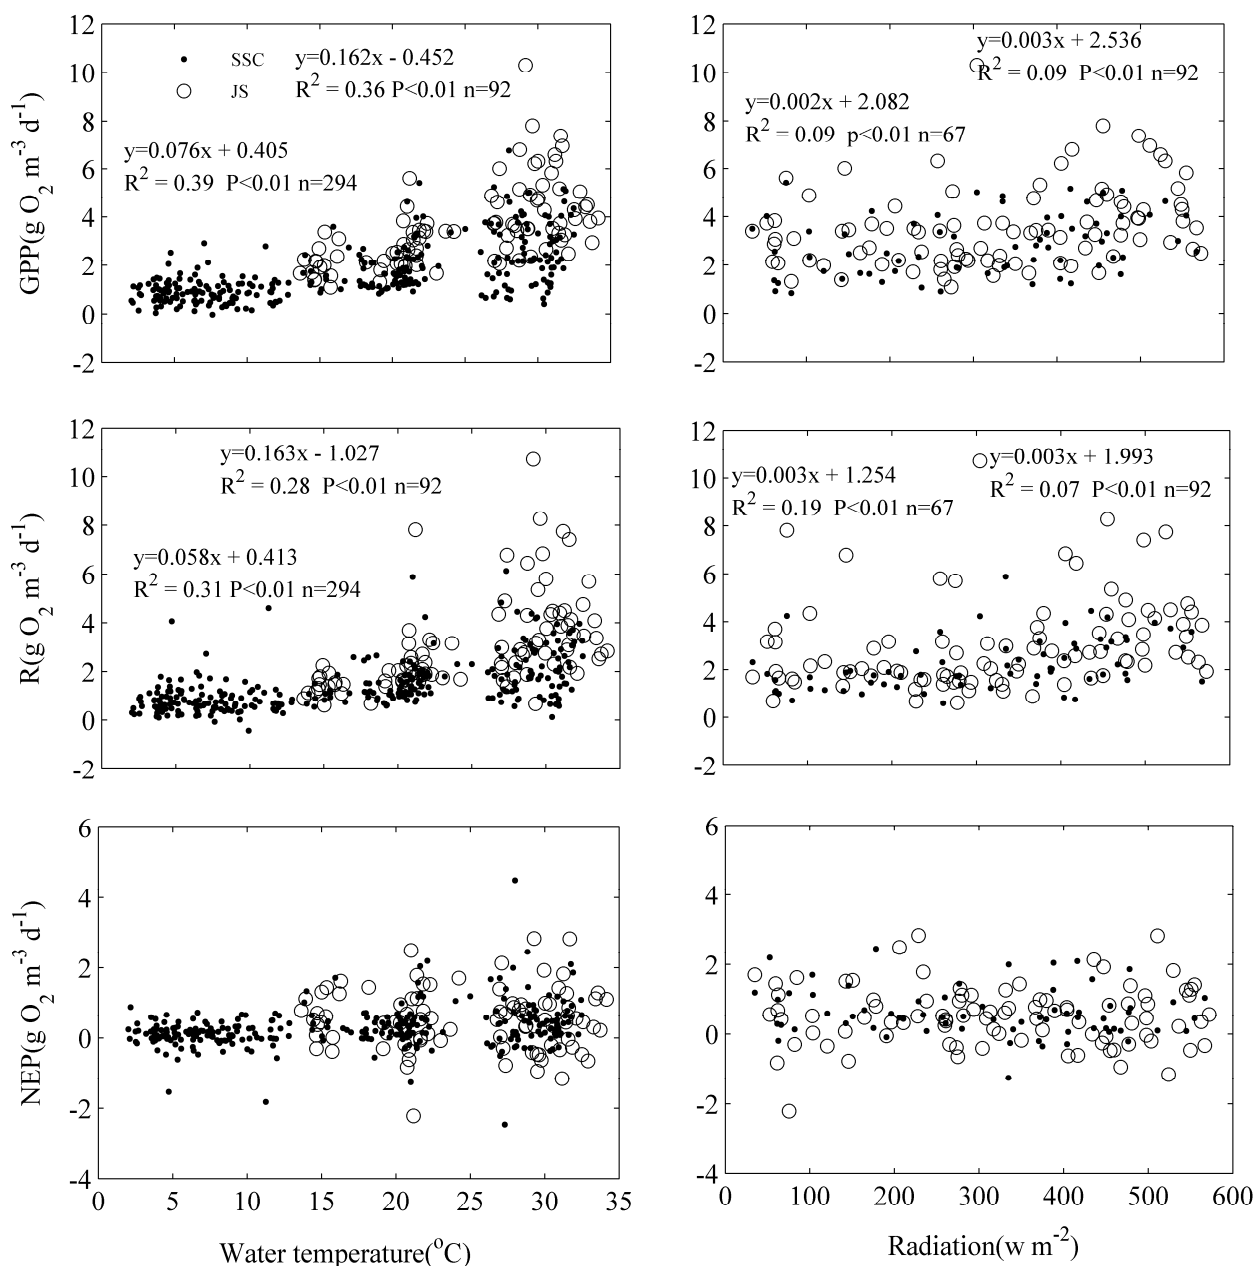 12
10
8
6
4
2
0
-2
GPP(g O2 m-3 d-1)
SSC
JS
y=0.162x - 0.452
R2 = 0.36 P<0.01 n=92
y=0.076x + 0.405
R2 = 0.39 P<0.01 n=294
12
10
8
6
4
2
0
-2
y=0.003x + 2.536
R2 = 0.09 P<0.01 n=92
y=0.002x + 2.082
R2 = 0.09 p<0.01 n=67
12
10
8
6
4
2
0
-2
R(g O2 m-3 d-1)
y=0.163x - 1.027
R2 = 0.28 P<0.01 n=92
y=0.058x + 0.413
R2 = 0.31 P<0.01 n=294
12
10
8
6
4
2
0
-2
y=0.003x + 1.993
R2 = 0.07 P<0.01 n=92
y=0.003x + 1.254
R2 = 0.19 P<0.01 n=67
6
4
2
0
-2
-4
NEP(g O2 m-3 d-1)
0 5 10 15 20 25 30 35
Water temperature(oC)
6
4
2
0
-2
-4
0 100 200 300 400 500 600
Radiation(w m-2)